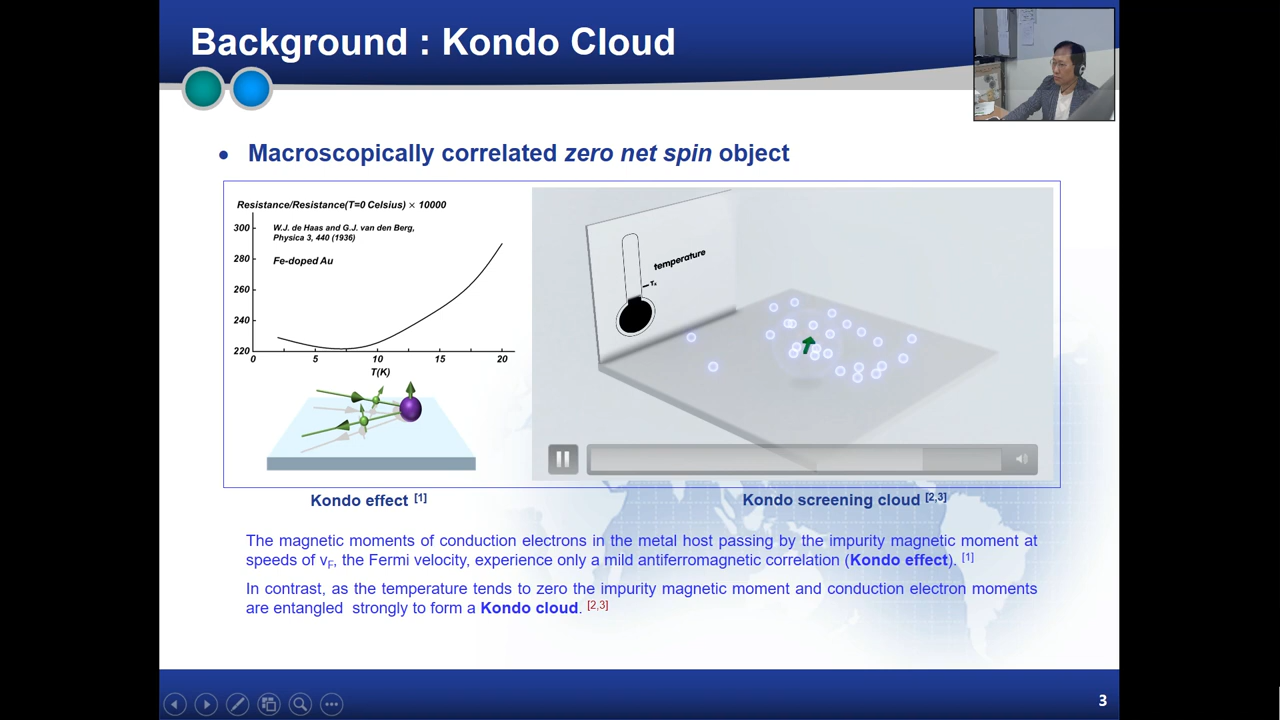 Background : Kondo Cloud
• Macroscopically correlated zero net spin object
Resistance/Resistance(T=0 Celsius) × 10000
W.J. de Haas and G.J. van den Berg,
Physica 3, 440 (1936)
Fe-doped Au
300
280
260
240
220
0 5 10 15 20
T(K)
temperature
Tₖ
Kondo effect [1]
Kondo screening cloud [2,3]
The magnetic moments of conduction electrons in the metal host passing by the impurity magnetic moment at
speeds of vF, the Fermi velocity, experience only a mild antiferromagnetic correlation (Kondo effect). [1]
In contrast, as the temperature tends to zero the impurity magnetic moment and conduction electron moments
are entangled strongly to form a Kondo cloud. [2,3]
3